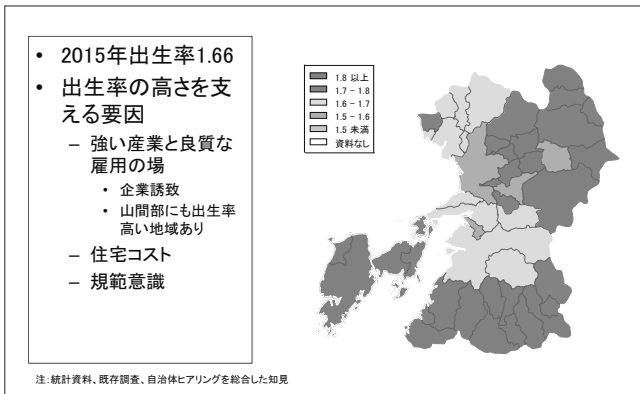 • 2015年出生率1.66
• 出生率の高さを支
える要因
– 強い産業と良質な
雇用の場
• 企業誘致
• 山間部にも出生率
高い地域あり
– 住宅コスト
– 規範意識
1.8 以上
1.7 - 1.8
1.6 - 1.7
1.5 - 1.6
1.5 未満
資料なし
注:統計資料、既存調査、自治体ヒアリングを総合した知見